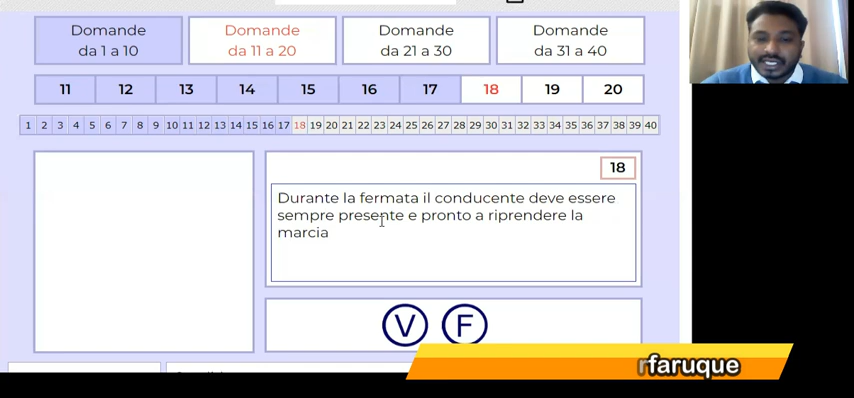 Domande
da 1 a 10
Domande
da 11 a 20
Domande
da 21 a 30
Domande
da 31 a 40
11 12 13 14 15 16 17 18 19 20
1 2 3 4 5 6 7 8 9 10 11 12 13 14 15 16 17 18 19 20 21 22 23 24 25 26 27 28 29 30 31 32 33 34 35 36 37 38 39 40
18
Durante la fermata il conducente deve essere
sempre presente e pronto a riprendere la
marcia
V F
rfaruque